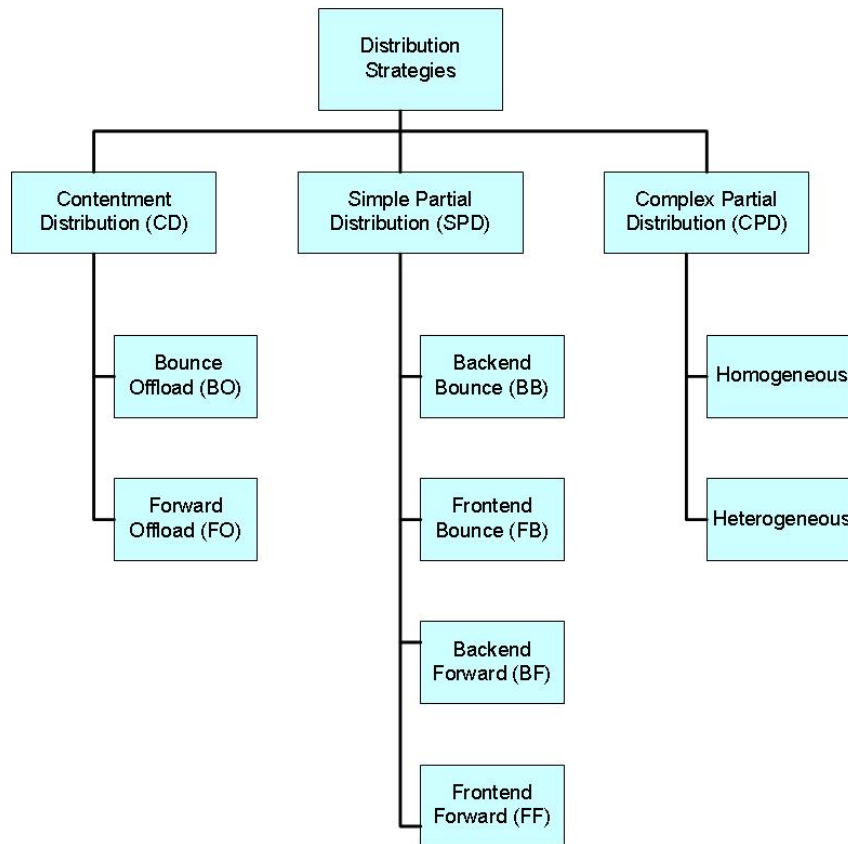 Distribution
Strategies
Contentment
Distribution (CD)
Simple Partial
Distribution (SPD)
Complex Partial
Distribution (CPD)
Bounce
Offload (BO)
Backend
Bounce (BB)
Homogeneous
Forward
Offload (FO)
Frontend
Bounce (FB)
Heterogeneous
Backend
Forward (BF)
Frontend
Forward (FF)